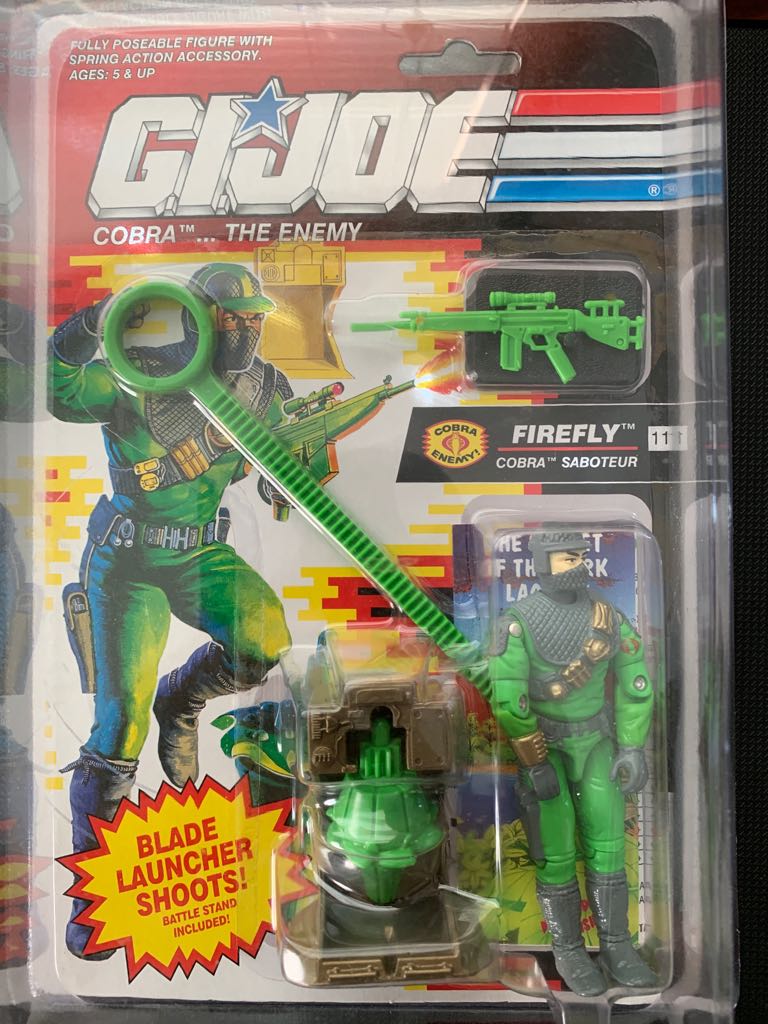 FULLY POSEABLE FIGURE WITH
SPRING ACTION ACCESSORY.
AGES: 5 & UP
G.I.JOE
®
COBRA™... THE ENEMY
COBRA
ENEMY!
FIREFLY™
COBRA™ SABOTEUR
BLADE
LAUNCHER
SHOOTS!
BATTLE STAND
INCLUDED!